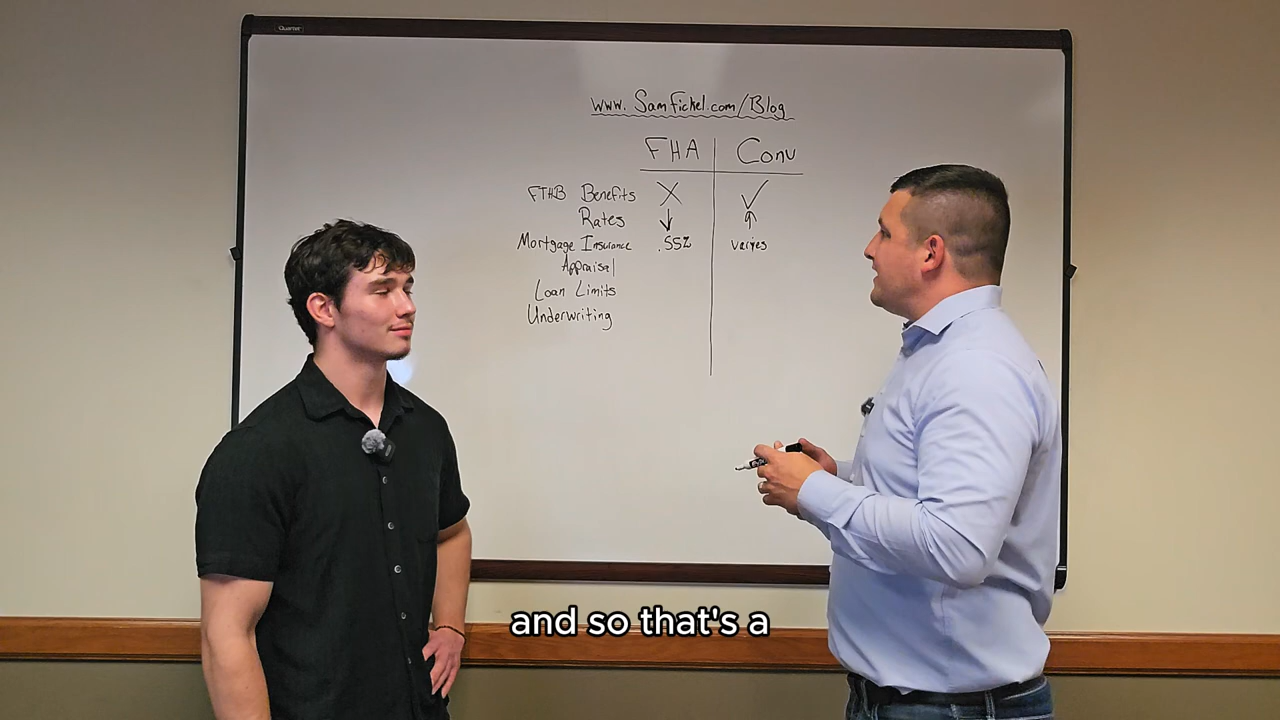 Quartet
www.SamFickel.com/Blog
FHA Conv
FTHB Benefits X ✓
Rates ↓ ↑
Mortgage Insurance .55% varies
Appraisal
Loan Limits
Underwriting
and so that's a